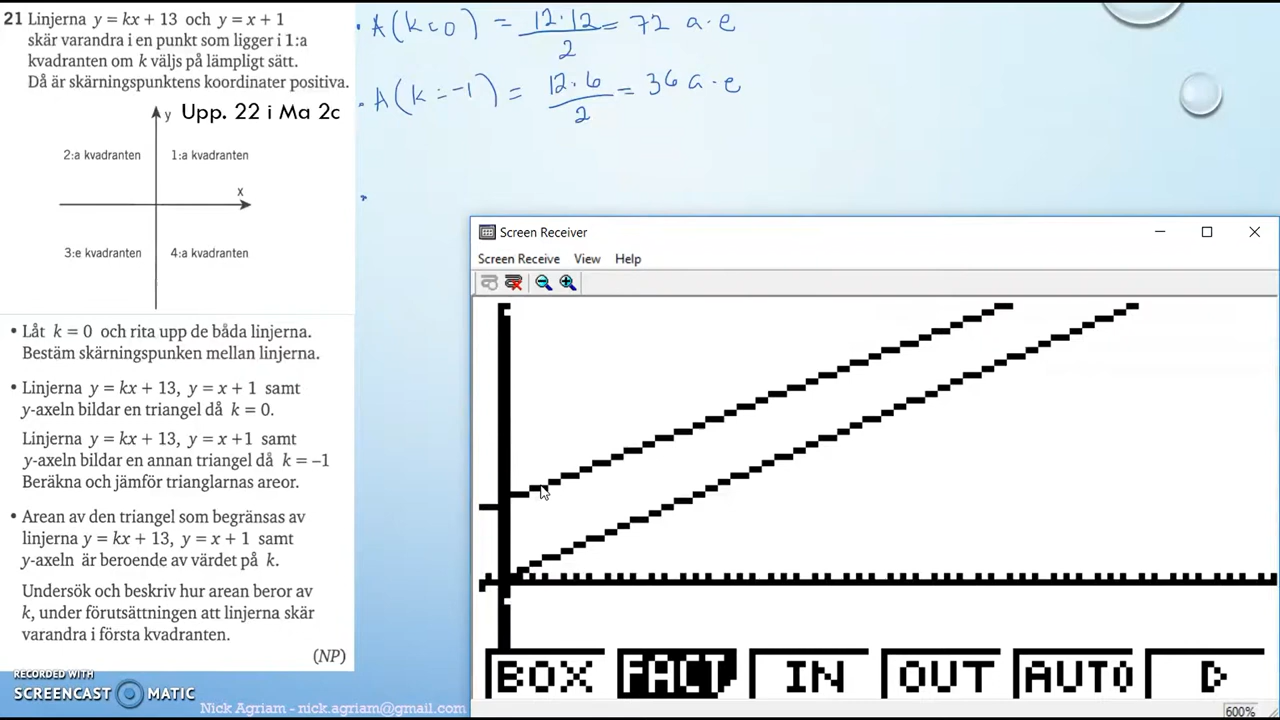 21 Linjerna y = kx + 13 och y = x + 1
skär varandra i en punkt som ligger i 1:a
kvadranten om k väljs på lämpligt sätt.
Då är skärningspunktens koordinater positiva.
y Upp. 22 i Ma 2c
2:a kvadranten 1:a kvadranten
x
3:e kvadranten 4:a kvadranten
• Låt k = 0 och rita upp de båda linjerna.
Bestäm skärningspunken mellan linjerna.
• Linjerna y = kx + 13, y = x + 1 samt
y-axeln bildar en triangel då k = 0.
Linjerna y = kx + 13, y = x +1 samt
y-axeln bildar en annan triangel då k = –1
Beräkna och jämför trianglarnas areor.
• Arean av den triangel som begränsas av
linjerna y = kx + 13, y = x + 1 samt
y-axeln är beroende av värdet på k.
Undersök och beskriv hur arean beror av
k, under förutsättningen att linjerna skär
varandra i första kvadranten.
(NP)
RECORDED WITH
SCREENCAST MATIC
Nick Agriam - nick.agriam@gmail.com
• A(k=0) = 12·12/2 = 72 a·e
• A(k=-1) = 12·6/2 = 36 a·e
•
Screen Receiver
Screen Receive View Help
BOX FACT IN OUT AUTO
600%